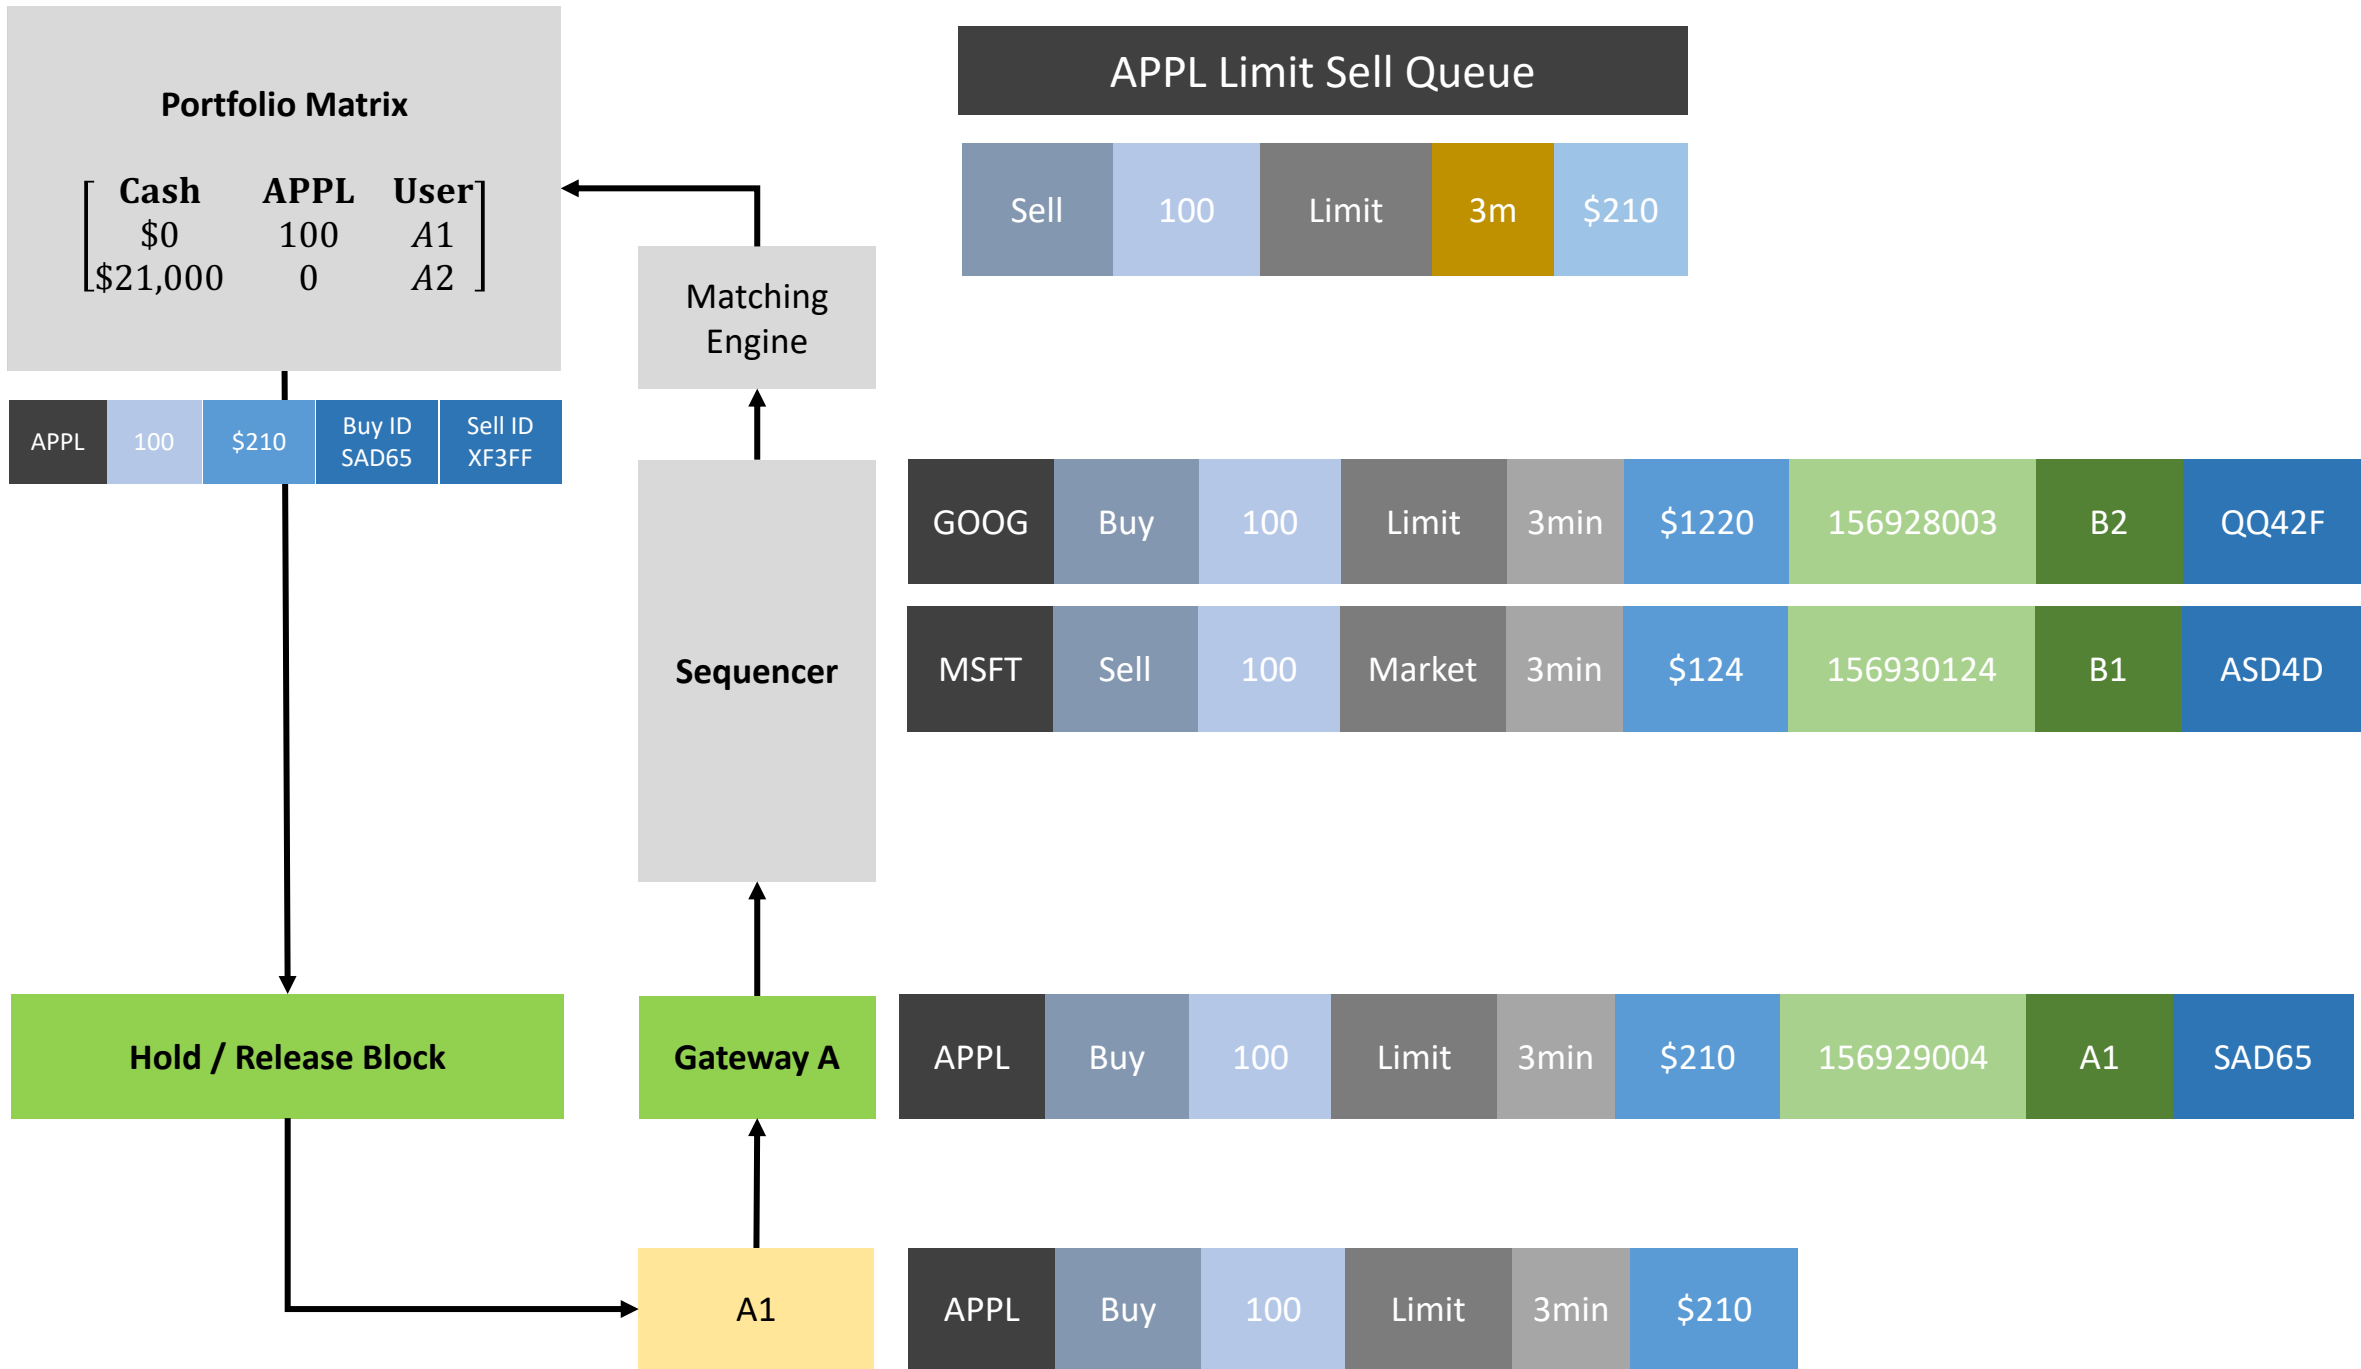 Portfolio Matrix
Cash APPL User
$0 100 A1
$21,000 0 A2
APPL Limit Sell Queue
Sell 100 Limit 3m $210
Matching
Engine
APPL 100 $210 Buy ID SAD65 Sell ID XF3FF
Sequencer
GOOG Buy 100 Limit 3min $1220 156928003 B2 QQ42F
MSFT Sell 100 Market 3min $124 156930124 B1 ASD4D
Hold / Release Block
Gateway A
APPL Buy 100 Limit 3min $210 156929004 A1 SAD65
A1
APPL Buy 100 Limit 3min $210